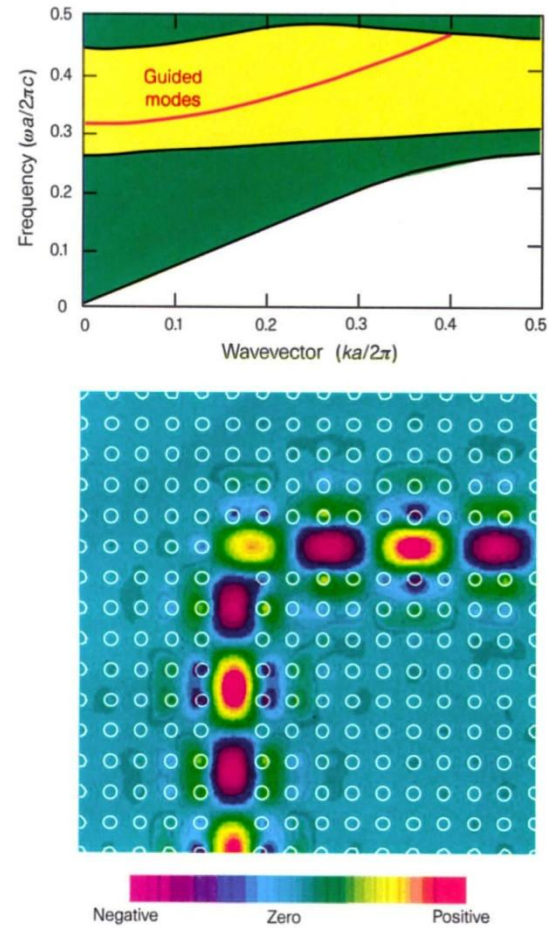 0.5
0.4
0.3
0.2
0.1
0
Frequency (ωa/2πc)
Guided
modes
0 0.1 0.2 0.3 0.4 0.5
Wavevector (ka/2π)
Negative Zero Positive